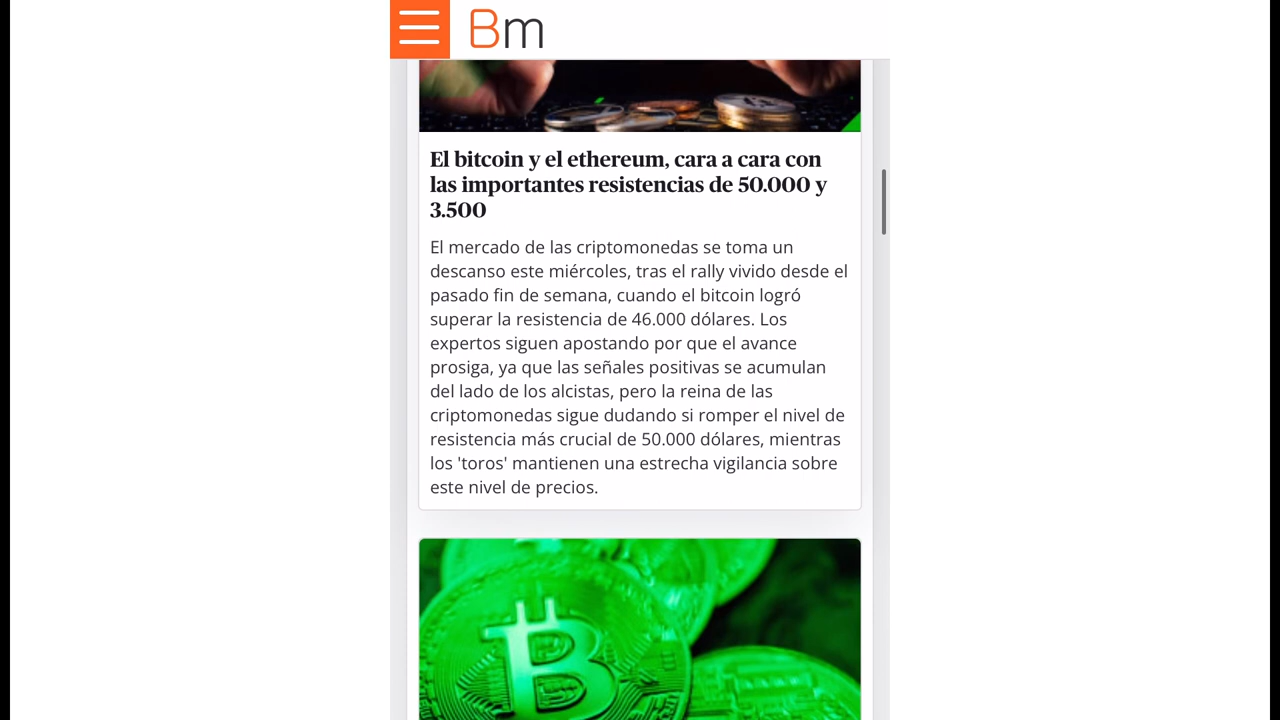 Bm
El bitcoin y el ethereum, cara a cara con
las importantes resistencias de 50.000 y
3.500
El mercado de las criptomonedas se toma un
descanso este miércoles, tras el rally vivido desde el
pasado fin de semana, cuando el bitcoin logró
superar la resistencia de 46.000 dólares. Los
expertos siguen apostando por que el avance
prosiga, ya que las señales positivas se acumulan
del lado de los alcistas, pero la reina de las
criptomonedas sigue dudando si romper el nivel de
resistencia más crucial de 50.000 dólares, mientras
los 'toros' mantienen una estrecha vigilancia sobre
este nivel de precios.